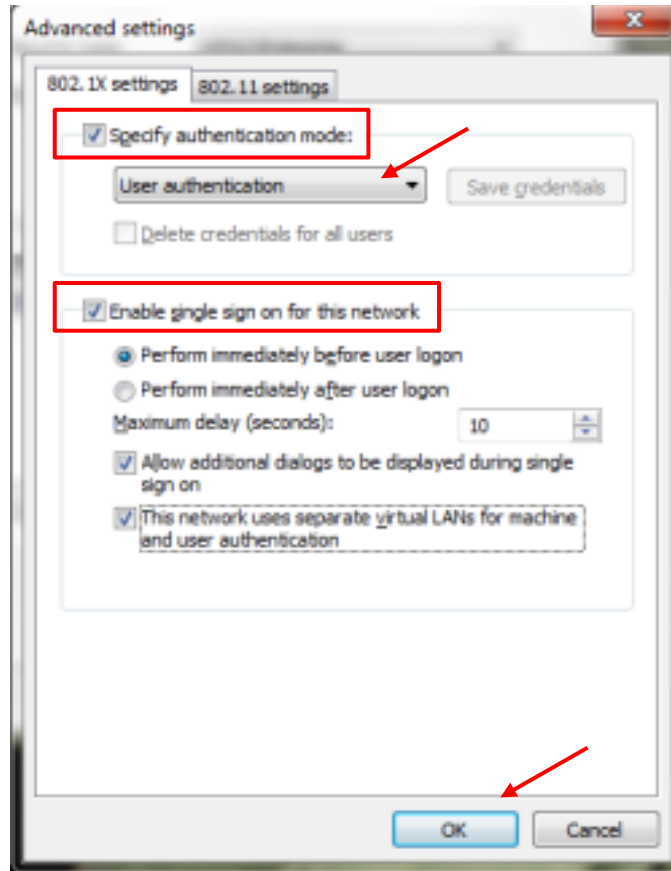 Advanced settings
802.1X settings 802.11 settings
Specify authentication mode:
User authentication Save credentials
Delete credentials for all users
Enable single sign on for this network
Perform immediately before user logon
Perform immediately after user logon
Maximum delay (seconds): 10
Allow additional dialogs to be displayed during single
sign on
This network uses separate virtual LANs for machine
and user authentication
OK Cancel